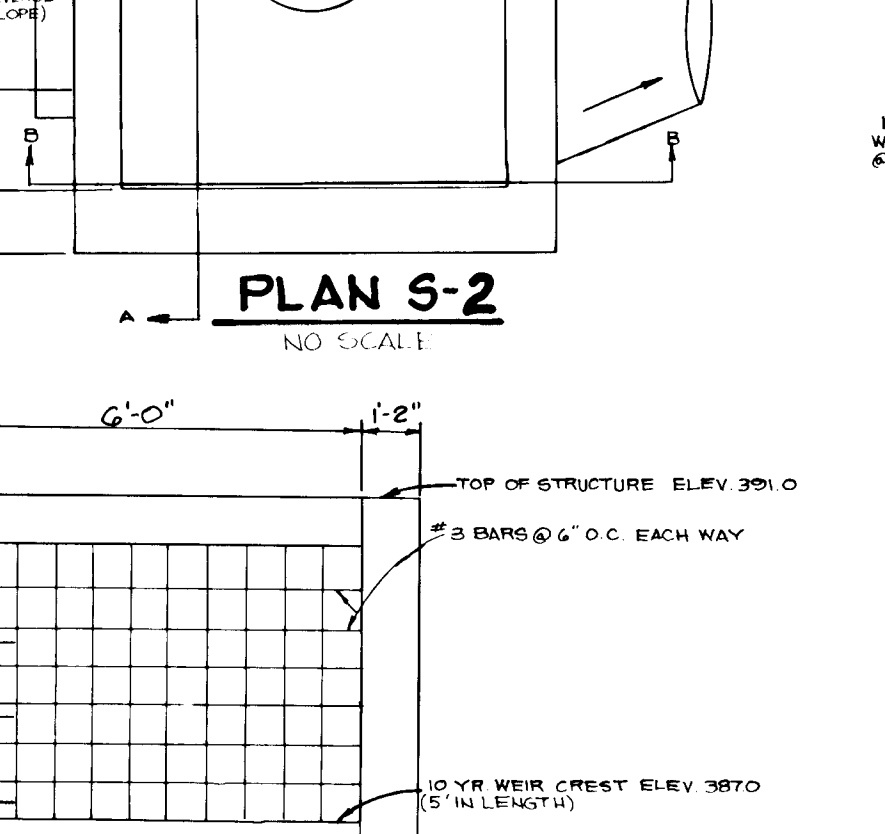 LOPE)
B
B
W
@
PLAN S-2
A
NO SCALE
6'-0"
1'-2"
TOP OF STRUCTURE ELEV. 391.0
#3 BARS @ 6" O.C. EACH WAY
10 YR. WEIR CREST ELEV. 387.0
(5' IN LENGTH)